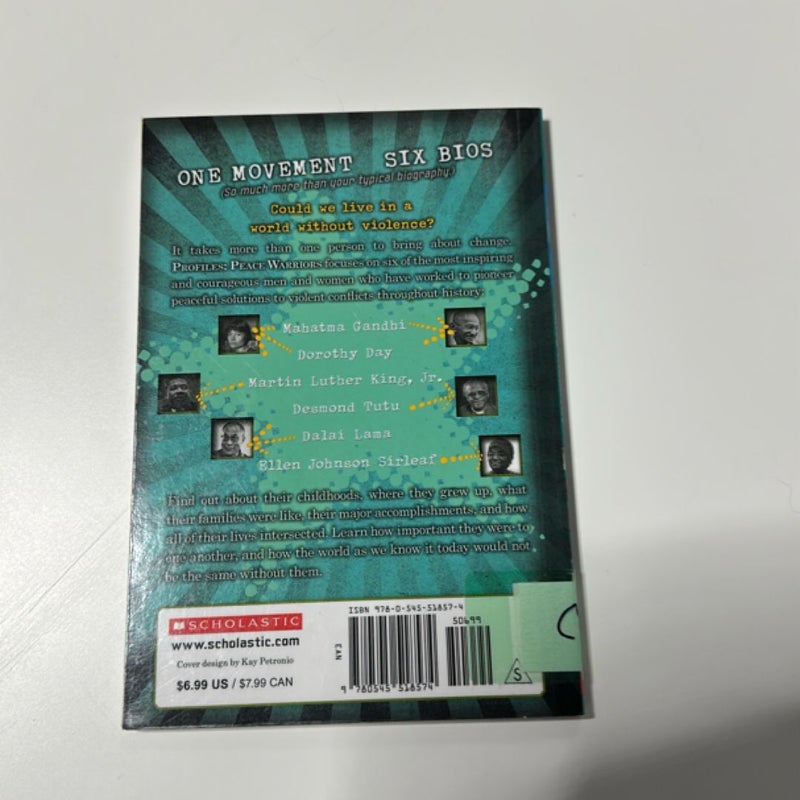 ONE MOVEMENT SIX BIOS
(So much more than your typical biography.)
Could we live in a
world without violence?
It takes more than one person to bring about change.
PROFILES: PEACE WARRIORS focuses on six of the most inspiring
and courageous men and women who have worked to pioneer
peaceful solutions to violent conflicts throughout history:
Mahatma Gandhi
Dorothy Day
Martin Luther King, Jr.
Desmond Tutu
Dalai Lama
Ellen Johnson Sirleaf
Find out about their childhoods, where they grew up, what
their families were like, their major accomplishments, and how
all of their lives intersected. Learn how important they were to
one another, and how the world as we know it today would not
be the same without them.
SCHOLASTIC
www.scholastic.com
Cover design by Kay Petronio
$6.99 US / $7.99 CAN
EAN
ISBN 978-0-545-51857-4
50699
9 780545 518574
S